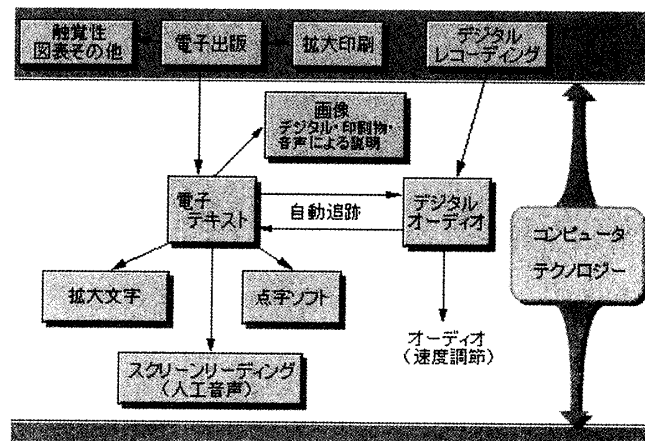 触覚性
図表その他
電子出版
拡大印刷
デジタル
レコーディング
画像
デジタル・印刷物・
音声による説明
電子
テキスト
自動追跡
デジタル
オーディオ
コンピュータ
テクノロジー
拡大文字
点字ソフト
オーディオ
(速度調節)
スクリーンリーディング
(人工音声)